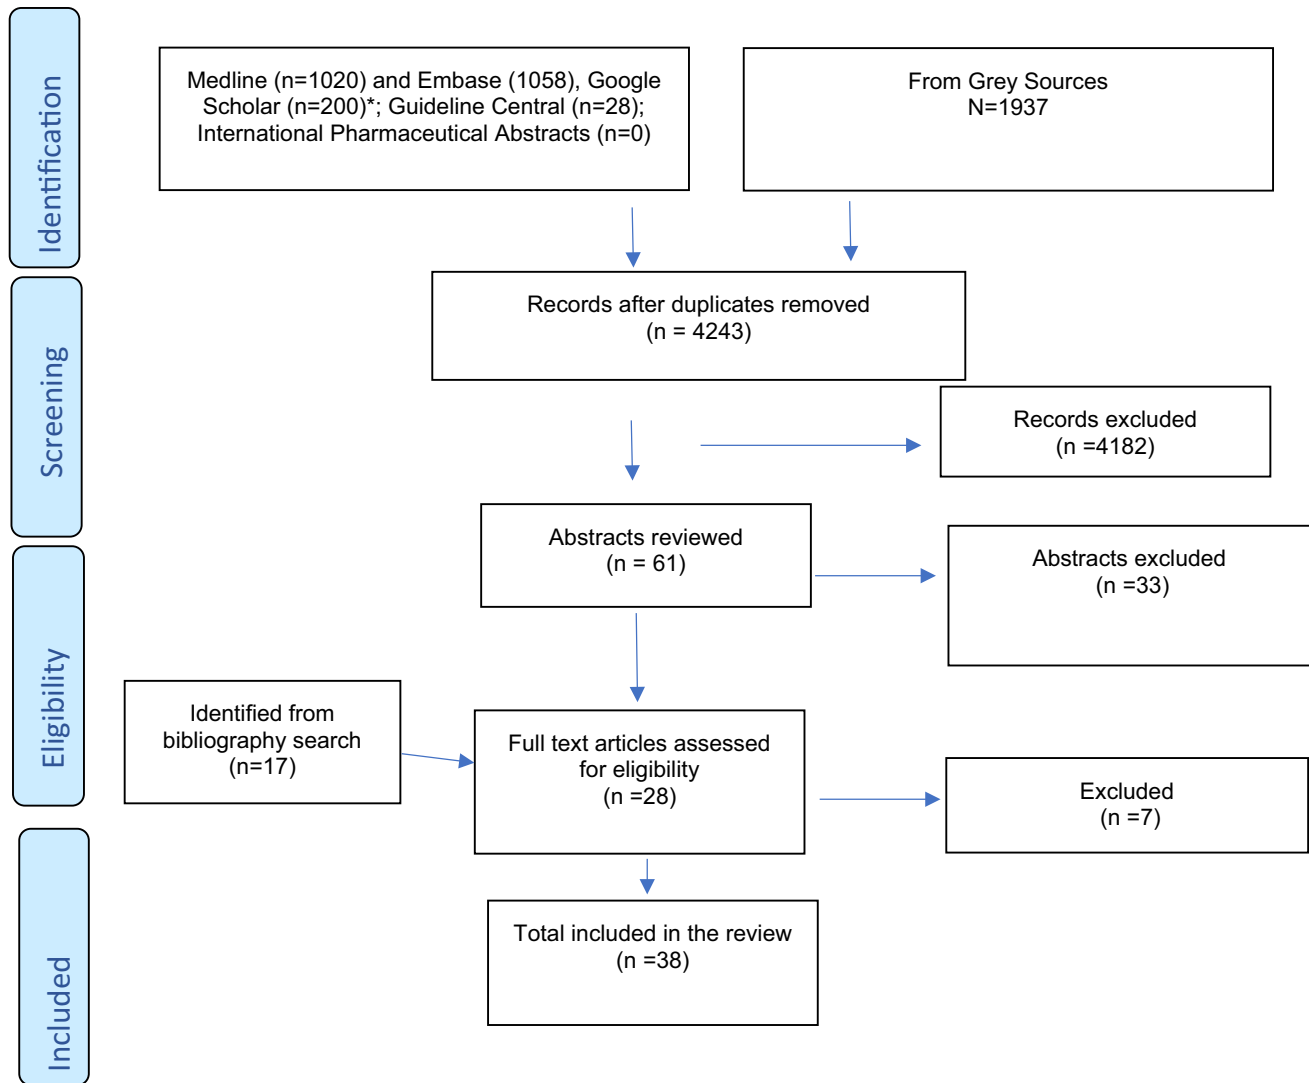 Identification
Medline (n=1020) and Embase (1058), Google
Scholar (n=200)*; Guideline Central (n=28);
International Pharmaceutical Abstracts (n=0)
From Grey Sources
N=1937
Screening
Records after duplicates removed
(n = 4243)
Records excluded
(n =4182)
Abstracts reviewed
(n = 61)
Abstracts excluded
(n =33)
Eligibility
Identified from
bibliography search
(n=17)
Full text articles assessed
for eligibility
(n =28)
Excluded
(n =7)
Included
Total included in the review
(n =38)